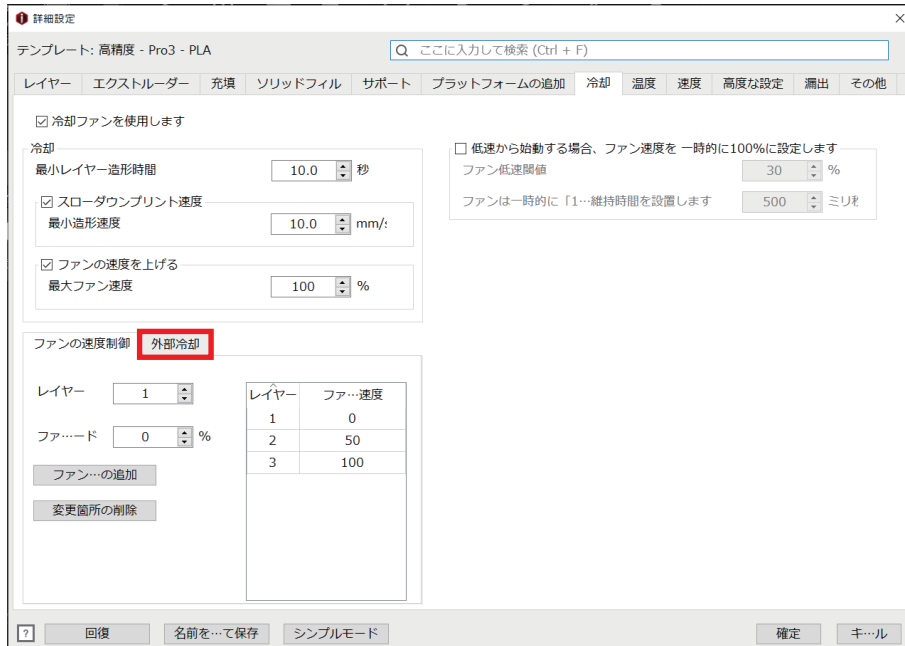 詳細設定
テンプレート: 高精度 - Pro3 - PLA
ここに入力して検索 (Ctrl + F)
レイヤー エクストルーダー 充填 ソリッドフィル サポート プラットフォームの追加 冷却 温度 速度 高度な設定 漏出 その他
冷却ファンを使用します
冷却
最小レイヤー造形時間 10.0 秒
スローダウンプリント速度
最小造形速度 10.0 mm/s
ファンの速度を上げる
最大ファン速度 100 %
低速から始動する場合、ファン速度を 一時的に100%に設定します
ファン低速閾値 30 %
ファンは一時的に「1…維持時間を設置します 500 ミリ秒
ファンの速度制御 外部冷却
レイヤー 1
ファ…ード 0 %
ファン…の追加
変更箇所の削除
レイヤー ファ…速度
1 0
2 50
3 100
? 回復 名前を…て保存 シンプルモード 確定 キ…ル